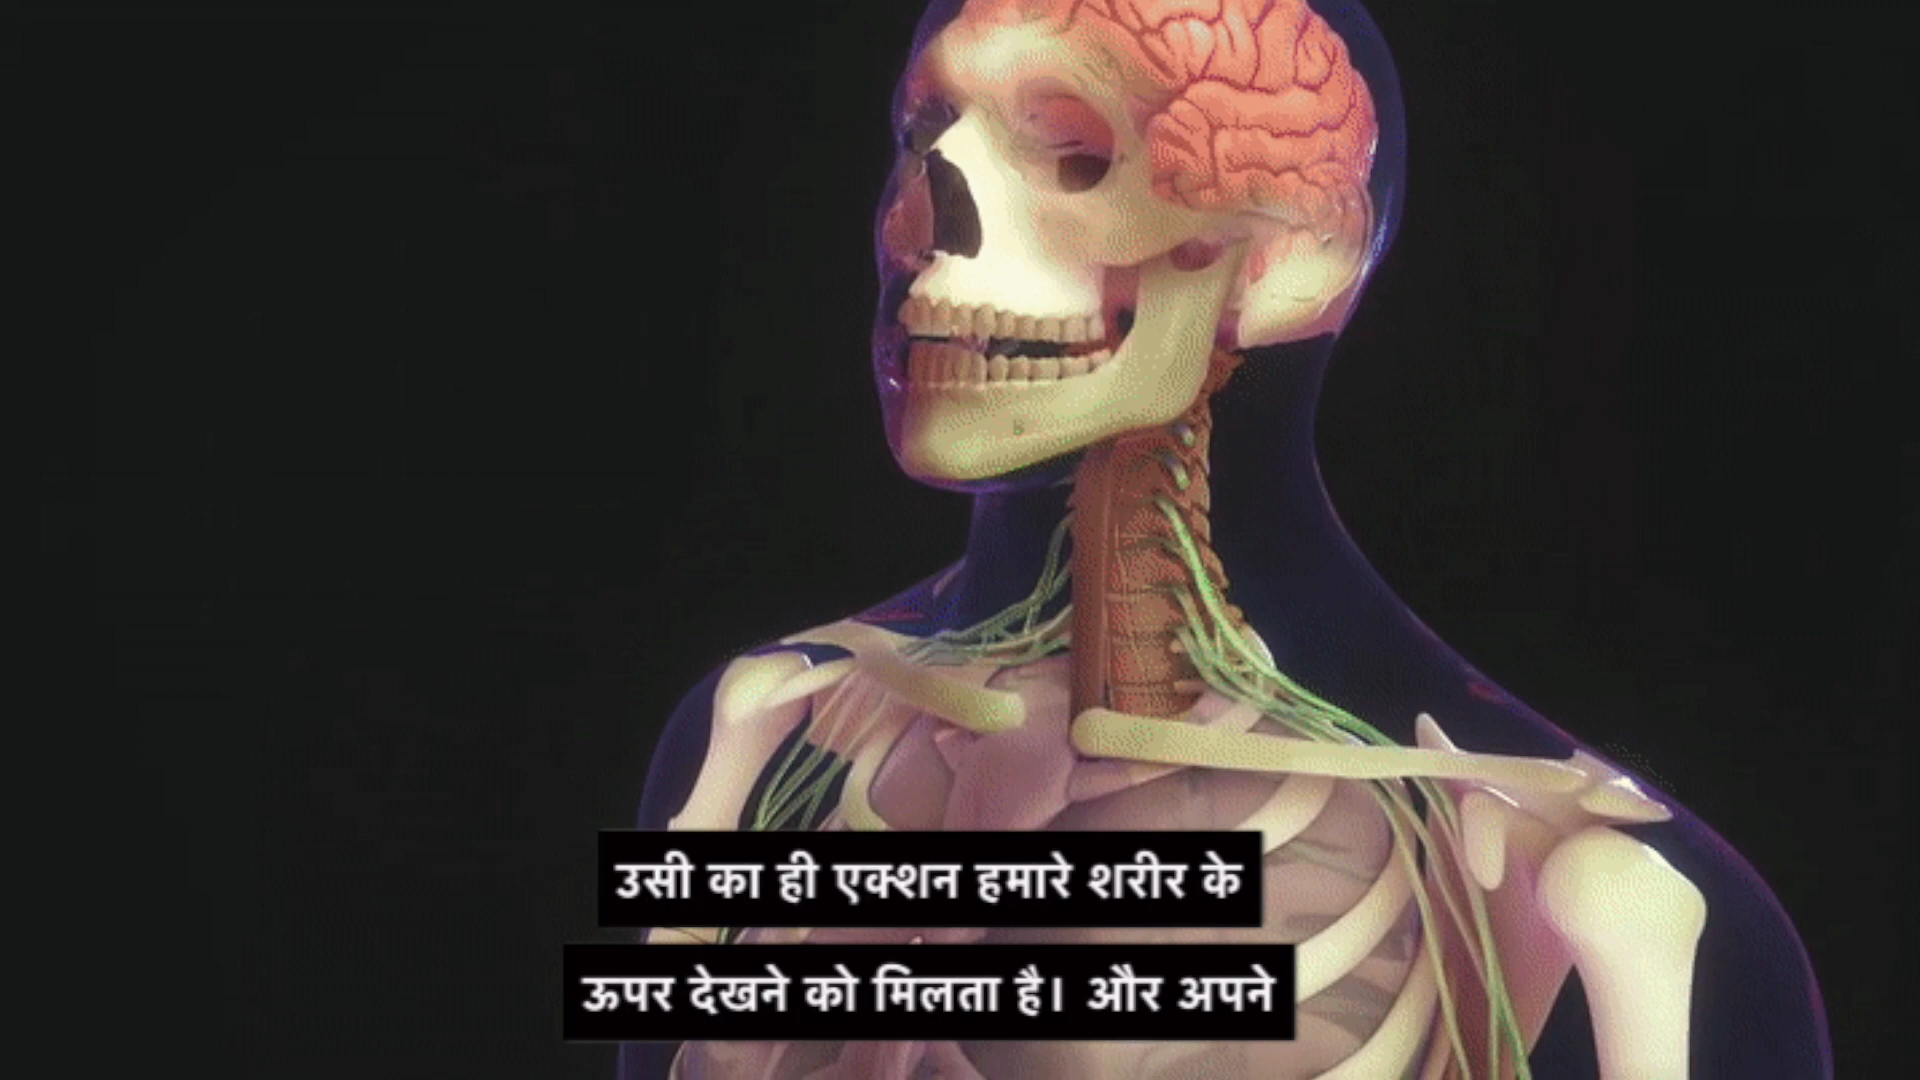 उसी का ही एक्शन हमारे शरीर के
ऊपर देखने को मिलता है। और अपने